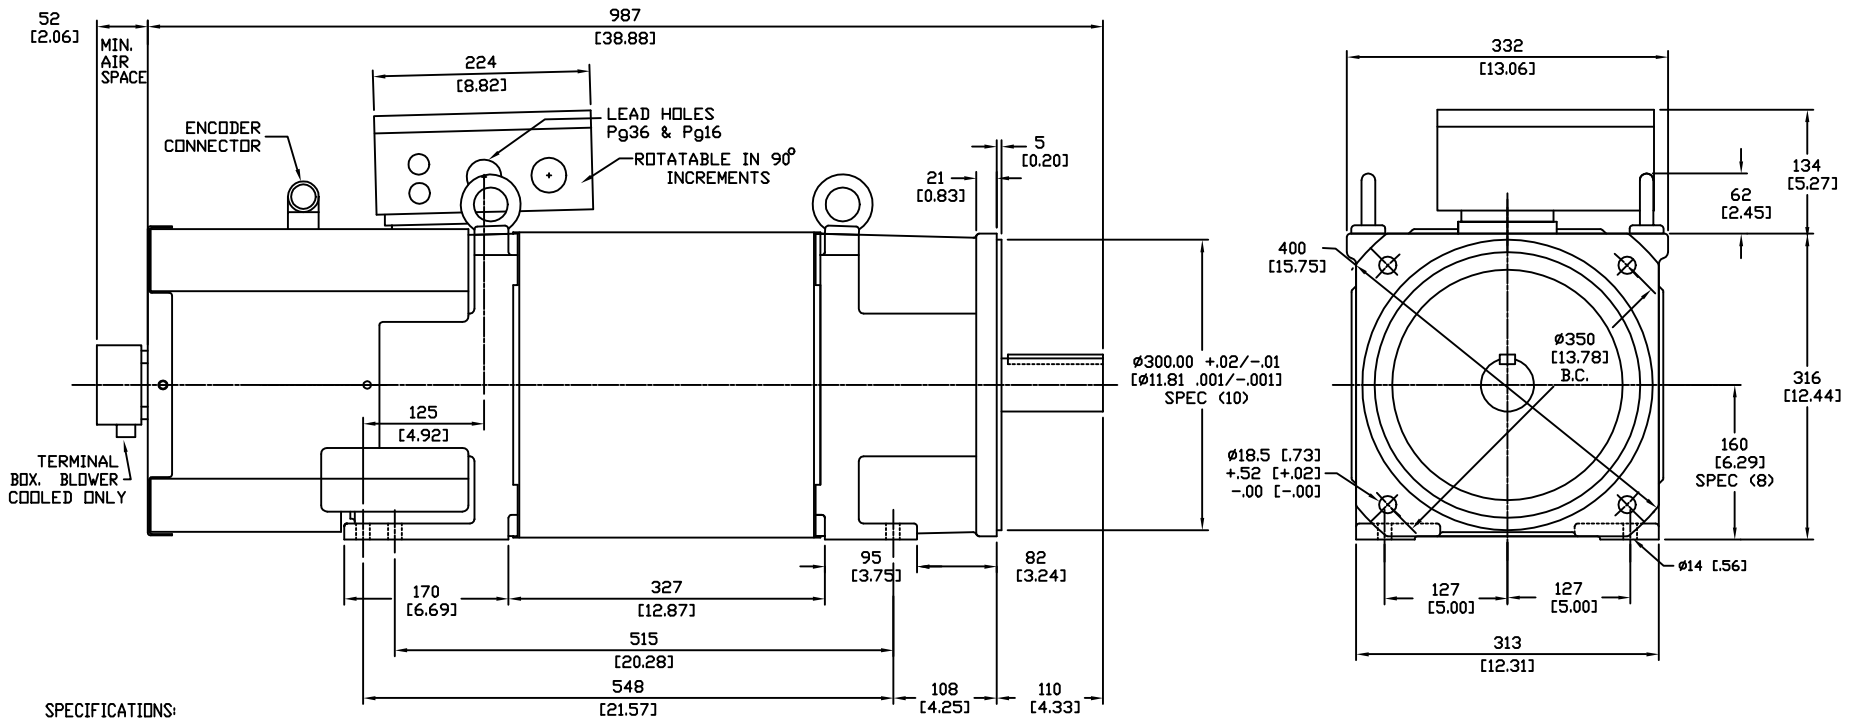 52
[2.06]
987
[38.88]
MIN.
AIR
SPACE
224
[8.82]
ENCODER
CONNECTOR
LEAD HOLES
Pg36 & Pg16
ROTATABLE IN 90°
INCREMENTS
5
[0.20]
21
[0.83]
332
[13.06]
134
[5.27]
62
[2.45]
400
[15.75]
Ø300.00 +.02/-.01
[Ø11.81 .001/-.001]
SPEC (10)
Ø350
[13.78]
B.C.
316
[12.44]
125
[4.92]
160
[6.29]
SPEC (8)
TERMINAL
BOX. BLOWER
COOLED ONLY
Ø18.5 [.73]
+.52 [+.02]
-.00 [-.00]
95
[3.75]
82
[3.24]
Ø14 [.56]
170
[6.69]
327
[12.87]
127
[5.00]
127
[5.00]
515
[20.28]
313
[12.31]
548
[21.57]
108
[4.25]
110
[4.33]
SPECIFICATIONS: